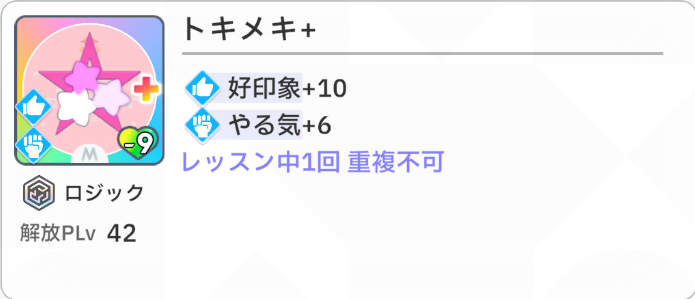 トキメキ+
好印象+10
やる気+6
レッスン中1回 重複不可
-9
M
ロジック
解放PLv 42